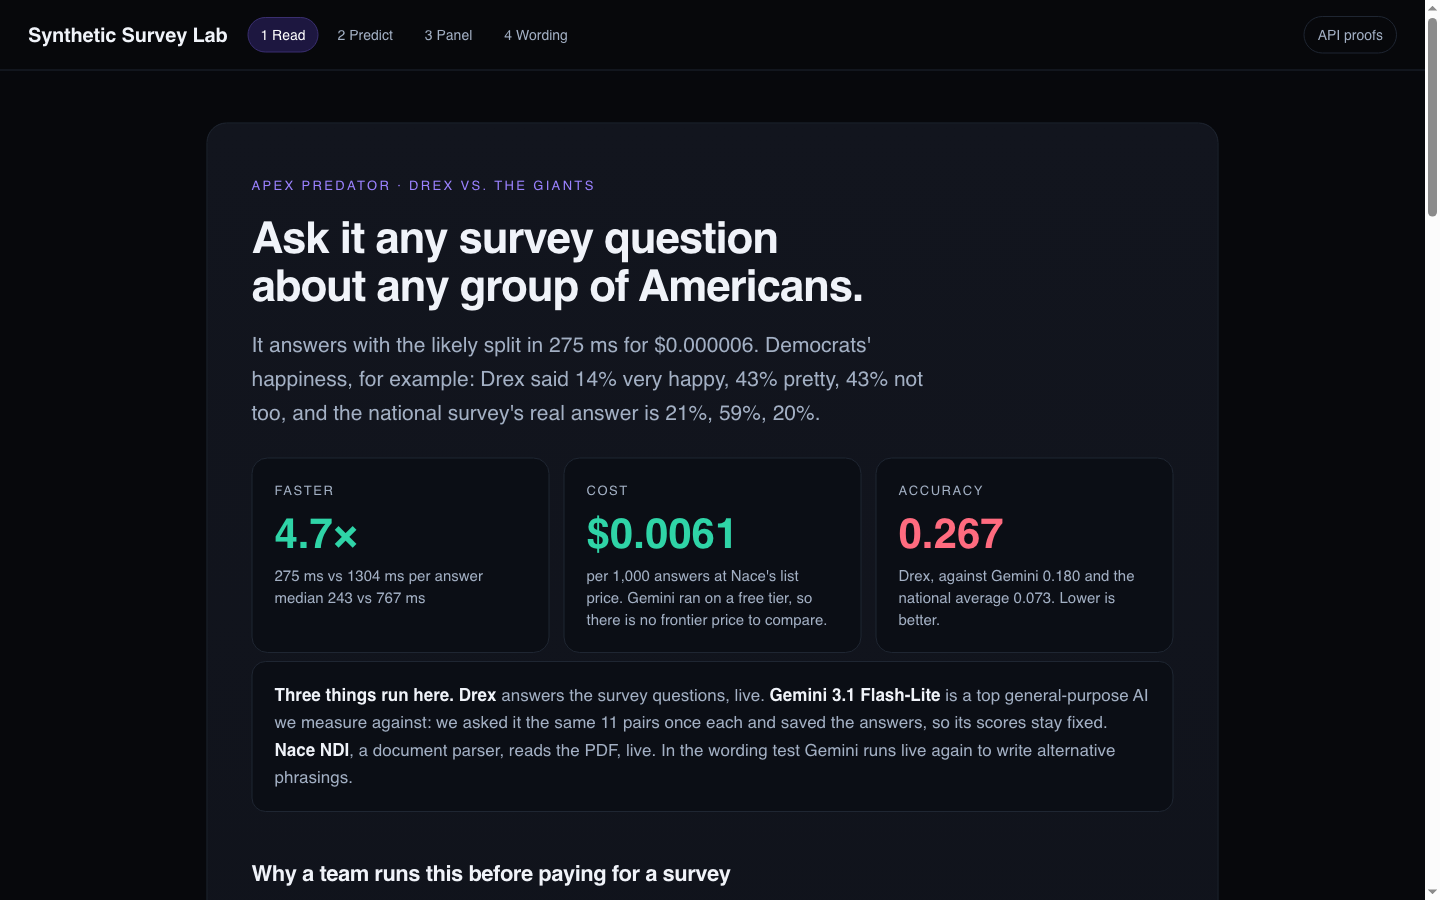 Synthetic Survey Lab
1 Read
2 Predict
3 Panel
4 Wording
API proofs
APEX PREDATOR · DREX VS. THE GIANTS
Ask it any survey question
about any group of Americans.
It answers with the likely split in 275 ms for $0.000006. Democrats'
happiness, for example: Drex said 14% very happy, 43% pretty, 43% not
too, and the national survey's real answer is 21%, 59%, 20%.
FASTER
4.7×
275 ms vs 1304 ms per answer
median 243 vs 767 ms
COST
$0.0061
per 1,000 answers at Nace's list
price. Gemini ran on a free tier, so
there is no frontier price to compare.
ACCURACY
0.267
Drex, against Gemini 0.180 and the
national average 0.073. Lower is
better.
Three things run here. Drex answers the survey questions, live. Gemini 3.1 Flash-Lite is a top general-purpose AI
we measure against: we asked it the same 11 pairs once each and saved the answers, so its scores stay fixed.
Nace NDI, a document parser, reads the PDF, live. In the wording test Gemini runs live again to write alternative
phrasings.
Why a team runs this before paying for a survey